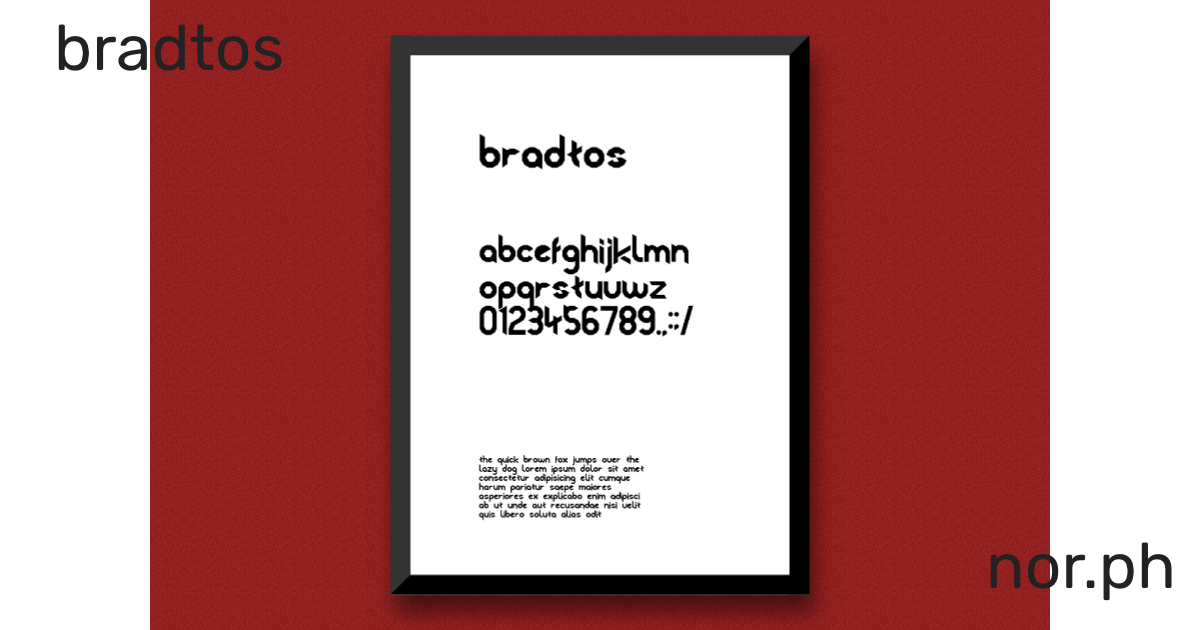 bradtos
bradtos
abcefghijklmn
opqrstuuwz
0123456789.,:;/
the quick brown fox jumps over the
lazy dog lorem ipsum dolor sit amet
consectetur adipisicing elit cumque
harum pariatur saepe maiores
asperiores ex explicabo enim adipisci
ab ut unde aut recusandae nisi velit
quis libero soluta alias odit
nor.ph